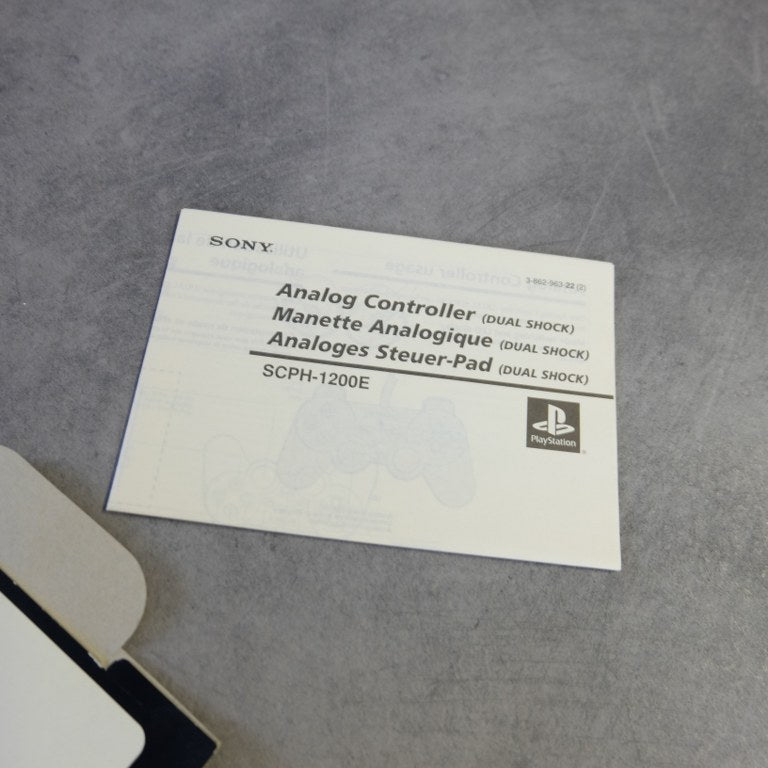 SONY
3-862-963-22 (2)
Analog Controller (DUAL SHOCK)
Manette Analogique (DUAL SHOCK)
Analoges Steuer-Pad (DUAL SHOCK)
SCPH-1200E
PlayStation